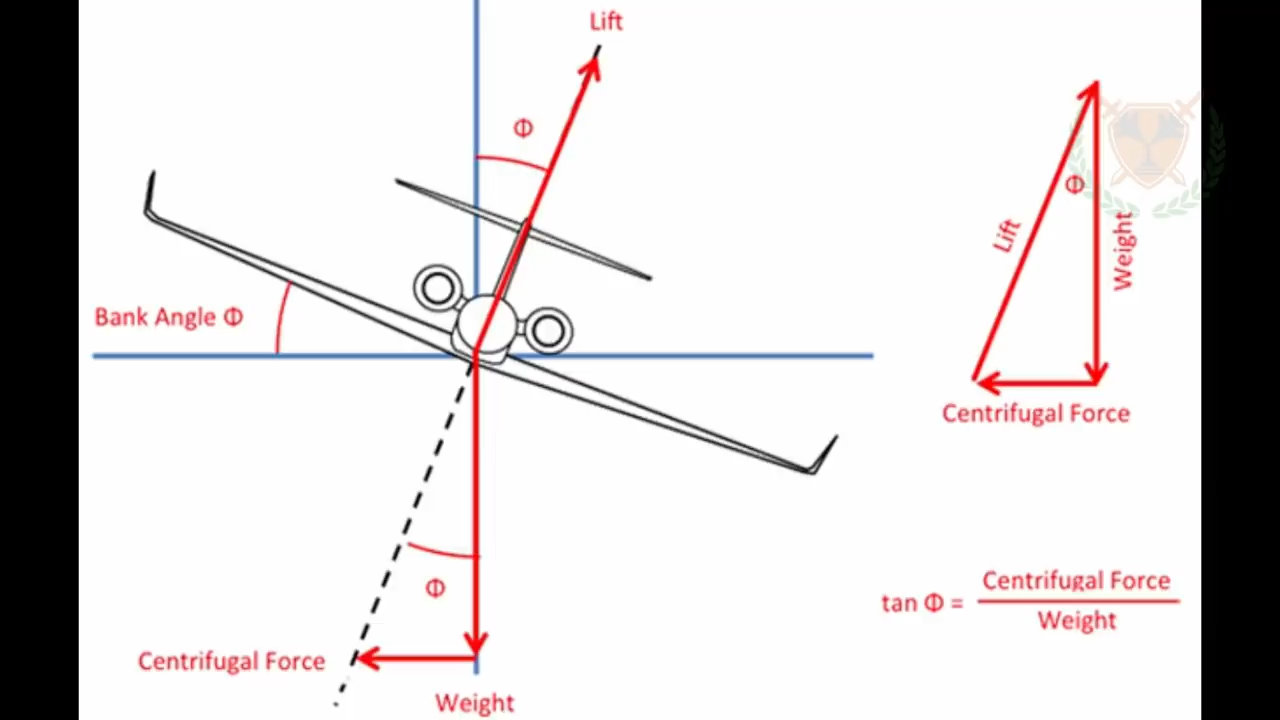 Lift
Φ
Bank Angle Φ
Φ
Centrifugal Force
Weight
Φ
Lift
Weight
Centrifugal Force
tan Φ = Centrifugal Force
Weight